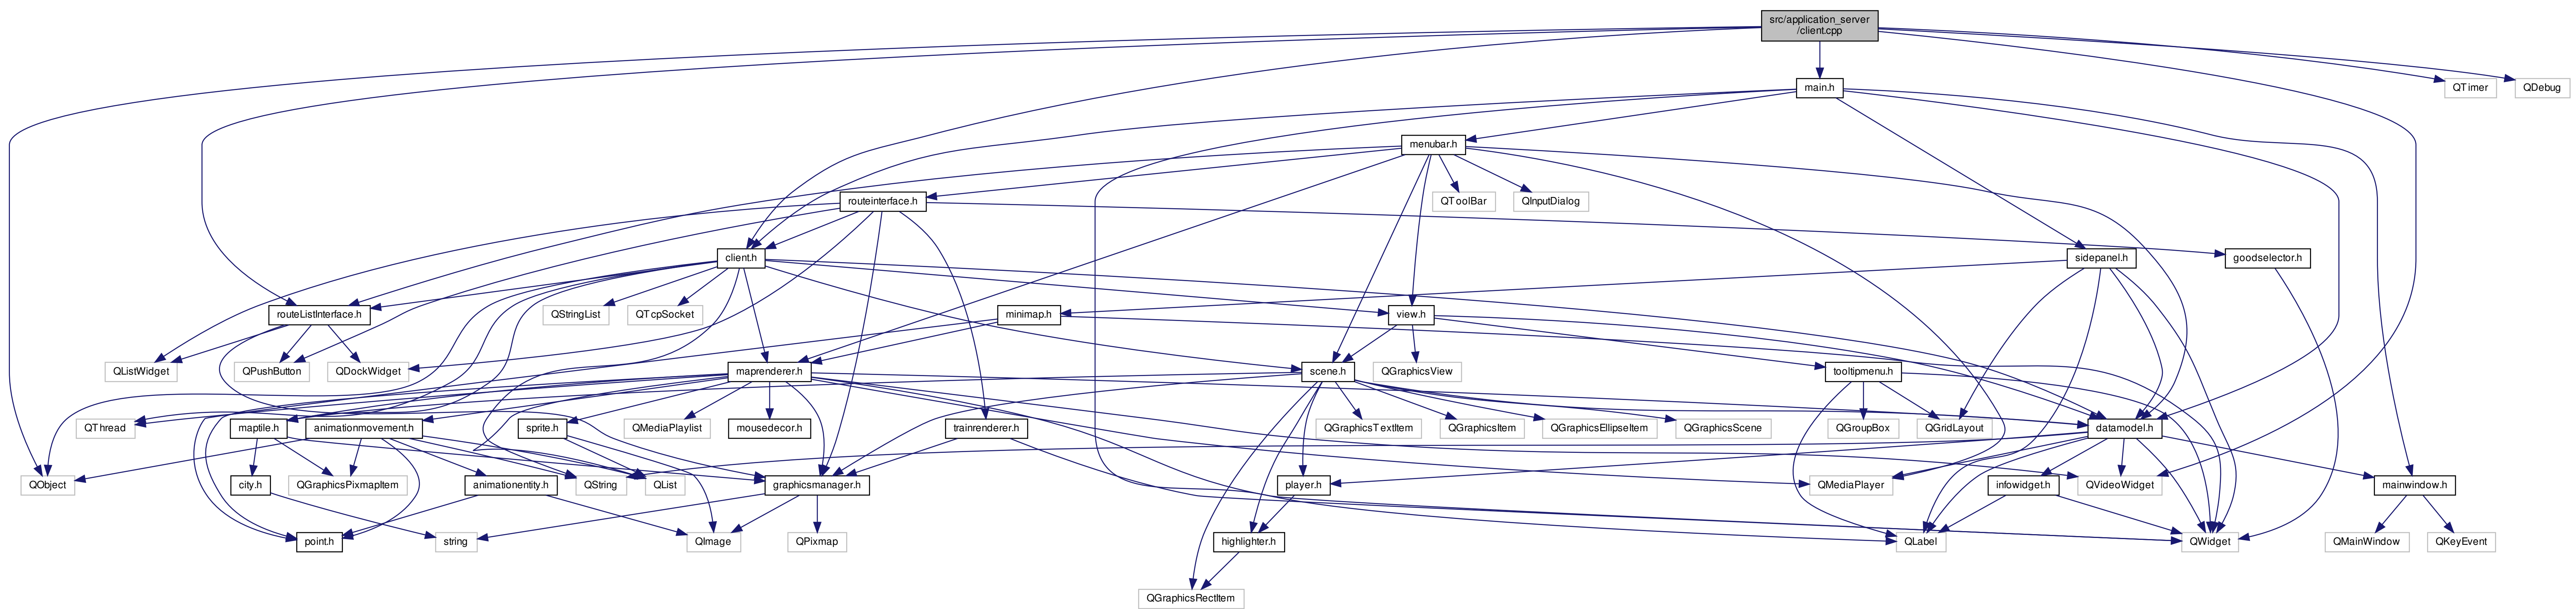 src/application_server
/client.cpp
main.h
QTimer
QDebug
menubar.h
routeinterface.h
QToolBar
QInputDialog
client.h
sidepanel.h
goodselector.h
routeListInterface.h
QStringList
QTcpSocket
minimap.h
view.h
QListWidget
QPushButton
QDockWidget
maprenderer.h
scene.h
QGraphicsView
tooltipmenu.h
QThread
maptile.h
animationmovement.h
sprite.h
QMediaPlaylist
mousedecor.h
trainrenderer.h
QGraphicsTextItem
QGraphicsItem
QGraphicsEllipseItem
QGraphicsScene
QGroupBox
QGridLayout
datamodel.h
QObject
city.h
QGraphicsPixmapItem
animationentity.h
QString
QList
graphicsmanager.h
player.h
QMediaPlayer
infowidget.h
QVideoWidget
mainwindow.h
point.h
string
QImage
QPixmap
highlighter.h
QLabel
QWidget
QMainWindow
QKeyEvent
QGraphicsRectItem